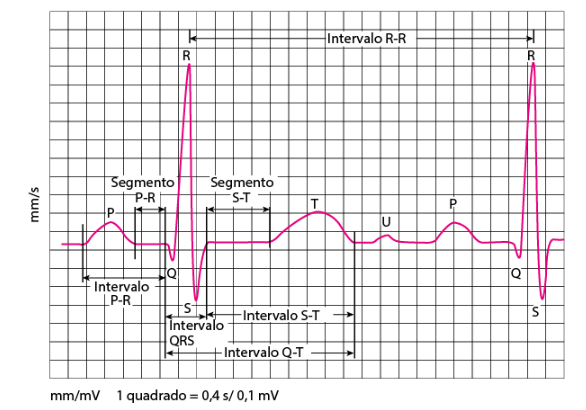 Intervalo R-R
R
R
Segmento
P-R
Segmento
S-T
P
T
U
P
mm/s
Q
Q
Intervalo
P-R
S
S
Intervalo
QRS
Intervalo S-T
Intervalo Q-T
mm/mV 1 quadrado = 0,4 s/ 0,1 mV